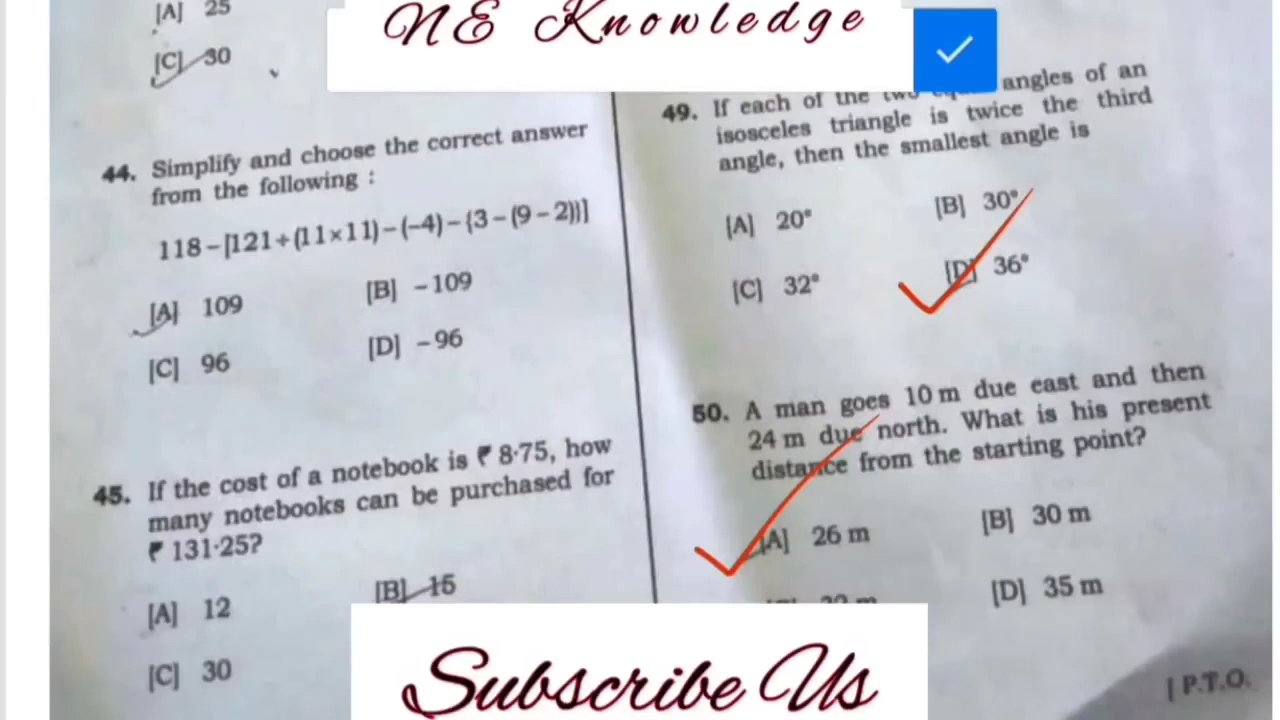 NE Knowledge
[A] 25
[C] 30
44. Simplify and choose the correct answer
from the following :
118 – [121 ÷ (11 × 11) – (–4) – {3 – (9 – 2)}]
[A] 109 [B] – 109
[C] 96 [D] – 96
45. If the cost of a notebook is ₹ 8·75, how
many notebooks can be purchased for
₹ 131·25?
[A] 12 [B] 15
[C] 30
49. If each of the two equal angles of an
isosceles triangle is twice the third
angle, then the smallest angle is
[A] 20° [B] 30°
[C] 32° [D] 36°
50. A man goes 10 m due east and then
24 m due north. What is his present
distance from the starting point?
[A] 26 m [B] 30 m
[D] 35 m
[ P.T.O.
Subscribe Us